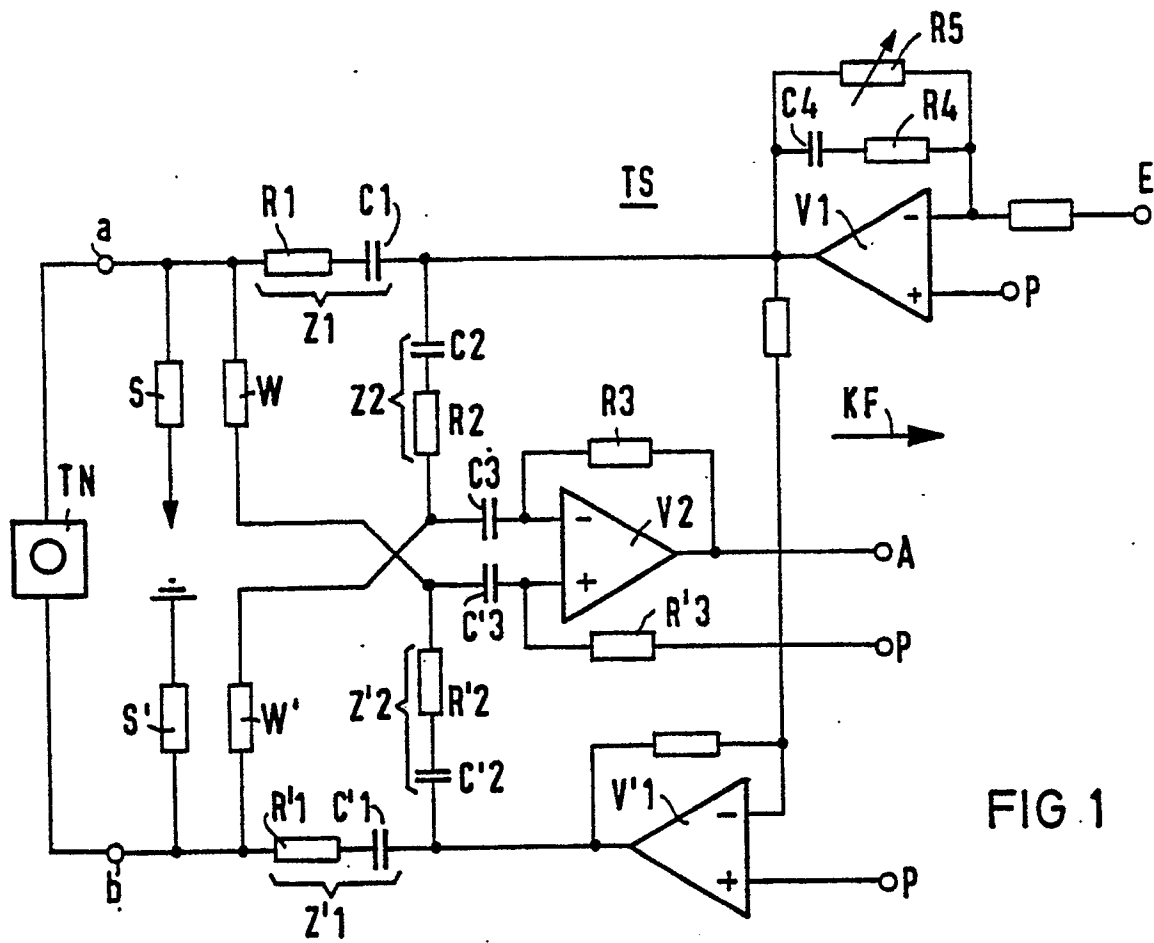 R5
C4 R4
E
TS
V1
-
+
P
a
R1 C1
Z1
C2
Z2
R2
S W
R3
KF
TN
C3
-
V2
+
A
C'3
R'3
P
S' W'
Z'2
R'2
C'2
R'1 C'1
V'1
-
+
P
b
Z'1
FIG 1